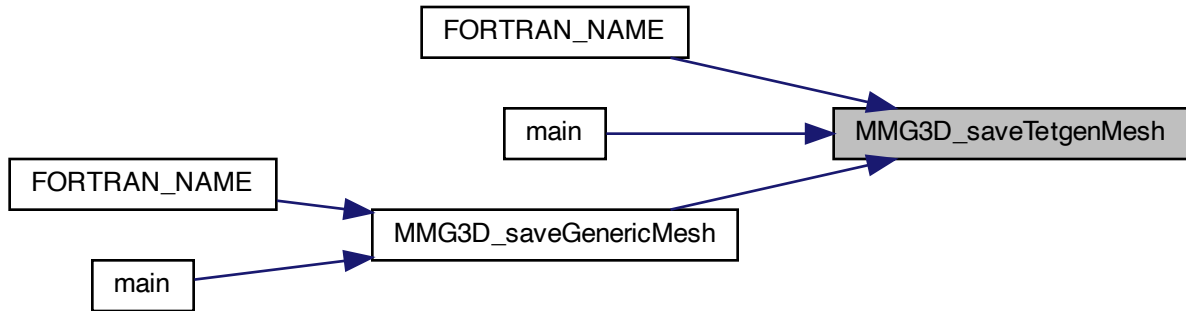 FORTRAN_NAME
main
MMG3D_saveTetgenMesh
FORTRAN_NAME
MMG3D_saveGenericMesh
main